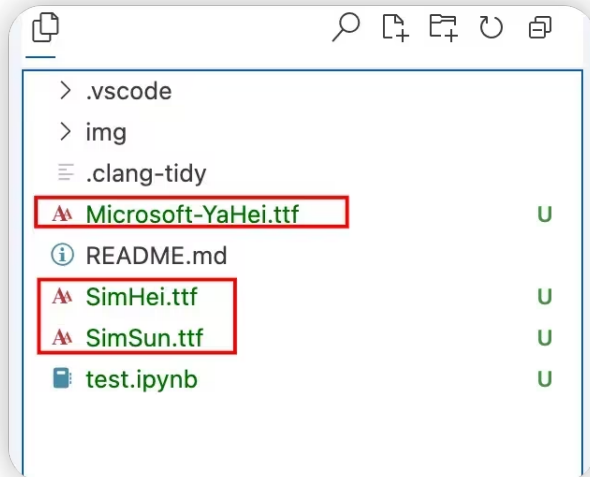 .vscode
img
.clang-tidy
Microsoft-YaHei.ttf U
README.md
SimHei.ttf U
SimSun.ttf U
test.ipynb U